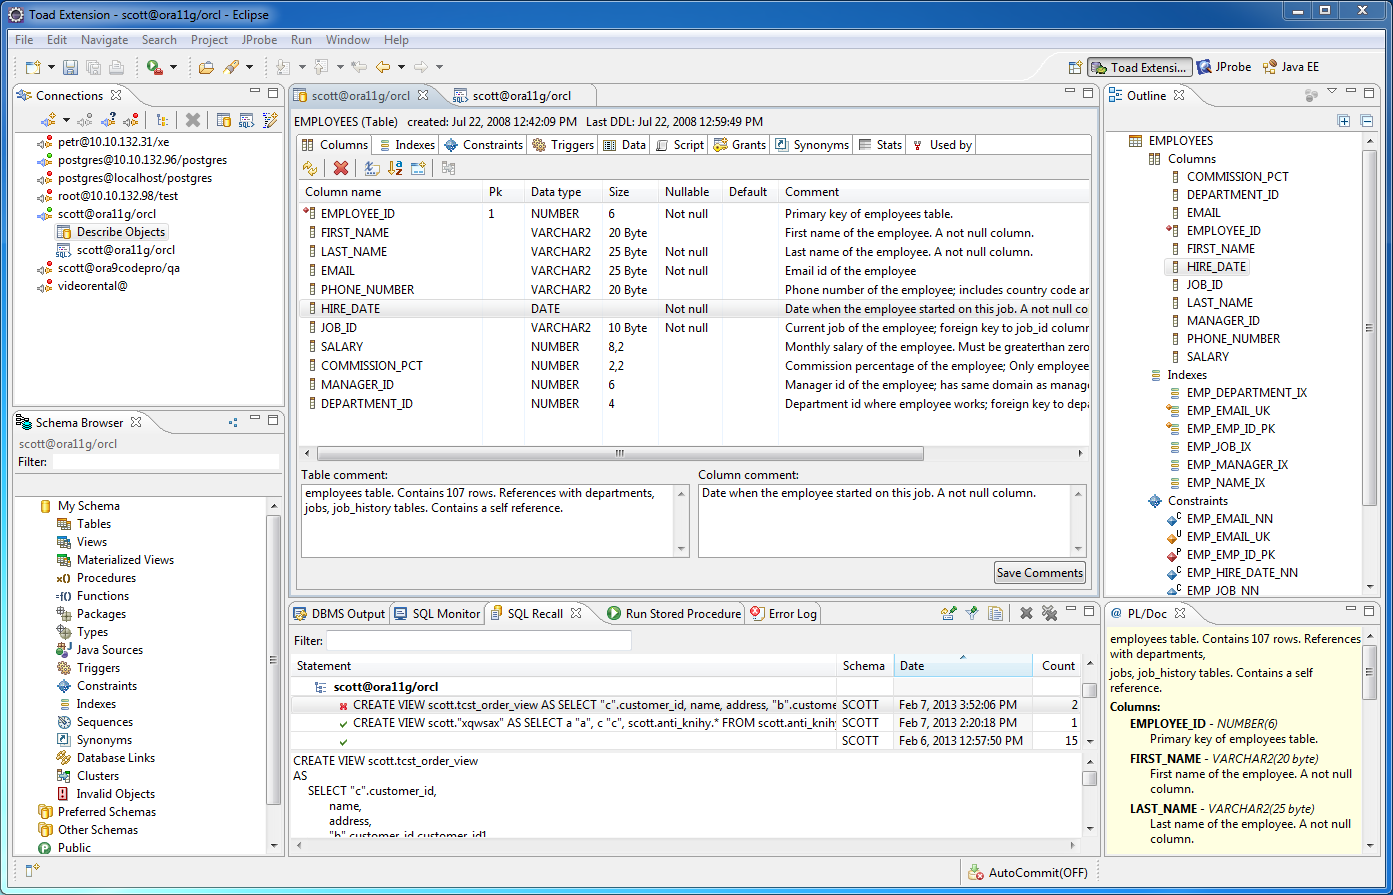 Toad Extension - scott@ora11g/orcl - Eclipse
File Edit Navigate Search Project JProbe Run Window Help
Toad Extensi... JProbe Java EE
Connections
petr@10.10.132.31/xe
postgres@10.10.132.96/postgres
postgres@localhost/postgres
root@10.10.132.98/test
scott@ora11g/orcl
Describe Objects
scott@ora11g/orcl
scott@ora9codepro/qa
videorental@
Schema Browser
scott@ora11g/orcl
Filter:
My Schema
Tables
Views
Materialized Views
x() Procedures
=f() Functions
Packages
Types
Java Sources
Triggers
Constraints
Indexes
Sequences
Synonyms
Database Links
Clusters
Invalid Objects
Preferred Schemas
Other Schemas
Public
scott@ora11g/orcl scott@ora11g/orcl
EMPLOYEES (Table) created: Jul 22, 2008 12:42:09 PM Last DDL: Jul 22, 2008 12:59:49 PM
Columns Indexes Constraints Triggers Data Script Grants Synonyms Stats Used by
Column name Pk Data type Size Nullable Default Comment
EMPLOYEE_ID 1 NUMBER 6 Not null Primary key of employees table.
FIRST_NAME VARCHAR2 20 Byte First name of the employee. A not null column.
LAST_NAME VARCHAR2 25 Byte Not null Last name of the employee. A not null column.
EMAIL VARCHAR2 25 Byte Not null Email id of the employee
PHONE_NUMBER VARCHAR2 20 Byte Phone number of the employee; includes country code ar
HIRE_DATE DATE Not null Date when the employee started on this job. A not null co
JOB_ID VARCHAR2 10 Byte Not null Current job of the employee; foreign key to job_id column
SALARY NUMBER 8,2 Monthly salary of the employee. Must be greaterthan zero
COMMISSION_PCT NUMBER 2,2 Commission percentage of the employee; Only employee
MANAGER_ID NUMBER 6 Manager id of the employee; has same domain as manag
DEPARTMENT_ID NUMBER 4 Department id where employee works; foreign key to depa
Table comment:
employees table. Contains 107 rows. References with departments,
jobs, job_history tables. Contains a self reference.
Column comment:
Date when the employee started on this job. A not null column.
Save Comments
DBMS Output SQL Monitor SQL Recall Run Stored Procedure Error Log
Filter:
Statement Schema Date Count
scott@ora11g/orcl
CREATE VIEW scott.tcst_order_view AS SELECT "c".customer_id, name, address, "b".custome SCOTT Feb 7, 2013 3:52:06 PM 2
CREATE VIEW scott."xqwsax" AS SELECT a "a", c "c", scott.anti_knihy.* FROM scott.anti_knihy SCOTT Feb 7, 2013 2:20:18 PM 1
SCOTT Feb 6, 2013 12:57:50 PM 15
CREATE VIEW scott.tcst_order_view
AS
SELECT "c".customer_id,
name,
address,
"b".customer_id customer_id1
Outline
EMPLOYEES
Columns
COMMISSION_PCT
DEPARTMENT_ID
EMAIL
EMPLOYEE_ID
FIRST_NAME
HIRE_DATE
JOB_ID
LAST_NAME
MANAGER_ID
PHONE_NUMBER
SALARY
Indexes
EMP_DEPARTMENT_IX
EMP_EMAIL_UK
EMP_EMP_ID_PK
EMP_JOB_IX
EMP_MANAGER_IX
EMP_NAME_IX
Constraints
C EMP_EMAIL_NN
U EMP_EMAIL_UK
P EMP_EMP_ID_PK
C EMP_HIRE_DATE_NN
C EMP_JOB_NN
@ PL/Doc
employees table. Contains 107 rows. References
with departments,
jobs, job_history tables. Contains a self
reference.
Columns:
EMPLOYEE_ID - NUMBER(6)
Primary key of employees table.
FIRST_NAME - VARCHAR2(20 byte)
First name of the employee. A not null
column.
LAST_NAME - VARCHAR2(25 byte)
Last name of the employee. A not null
column.
AutoCommit(OFF)